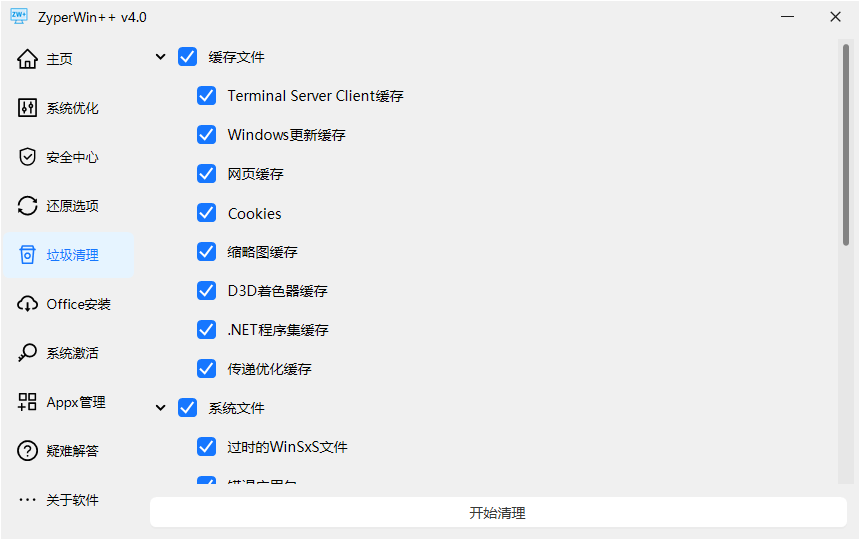 ZyperWin++ v4.0
主页
系统优化
安全中心
还原选项
垃圾清理
Office安装
系统激活
Appx管理
疑难解答
关于软件
缓存文件
Terminal Server Client缓存
Windows更新缓存
网页缓存
Cookies
缩略图缓存
D3D着色器缓存
.NET程序集缓存
传递优化缓存
系统文件
过时的WinSxS文件
开始清理